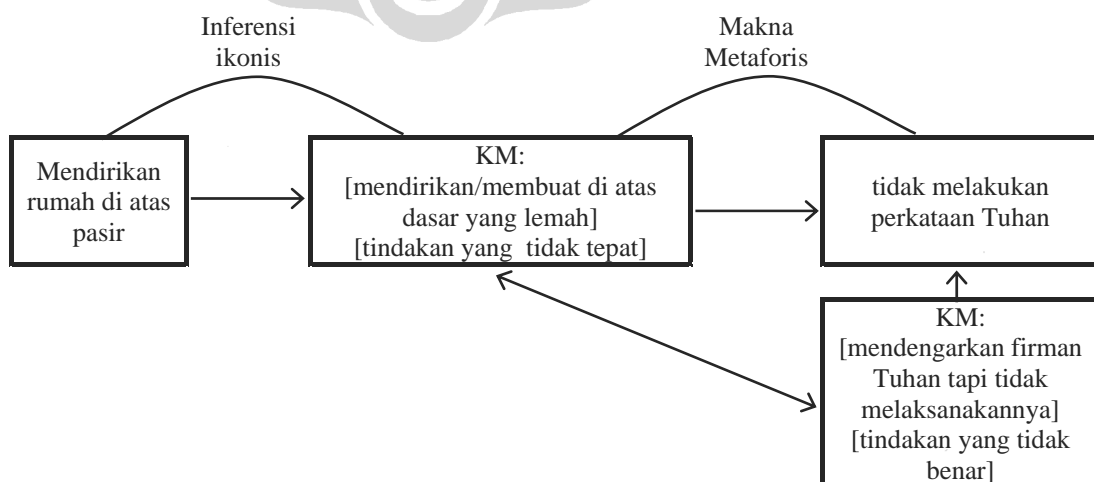 Inferensi
ikonis
Makna
Metaforis
Mendirikan
rumah di atas
pasir
KM:
[mendirikan/membuat di atas
dasar yang lemah]
[tindakan yang  tidak tepat]
tidak melakukan
perkataan Tuhan
KM:
[mendengarkan firman
Tuhan tapi tidak
melaksanakannya]
[tindakan yang tidak
benar]